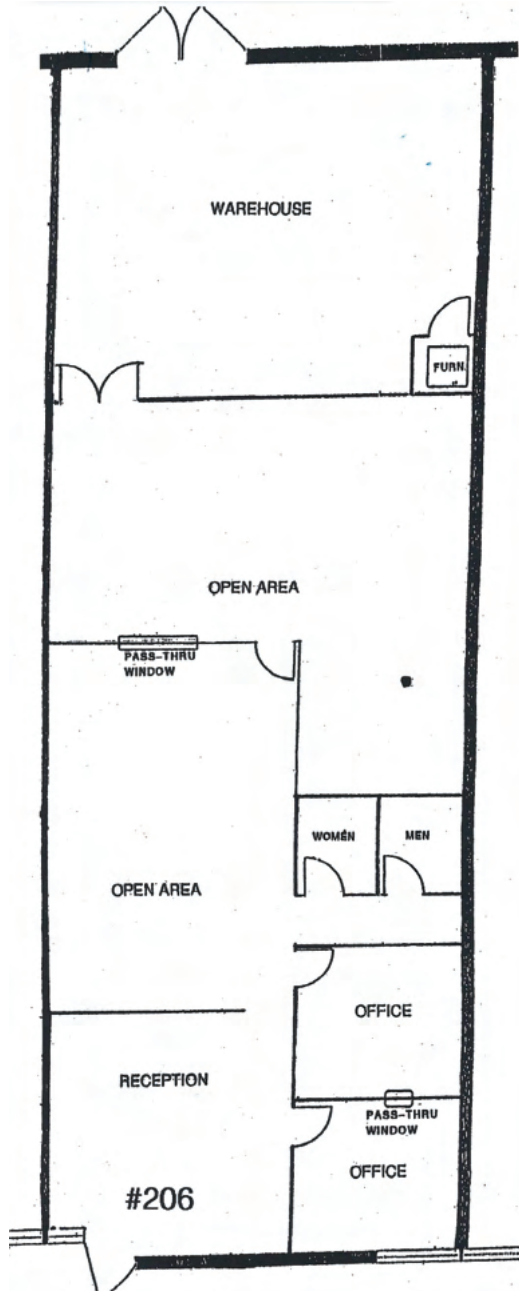 WAREHOUSE
FURN.
OPEN AREA
PASS-THRU
WINDOW
WOMEN
MEN
OPEN AREA
OFFICE
RECEPTION
PASS-THRU
WINDOW
OFFICE
#206